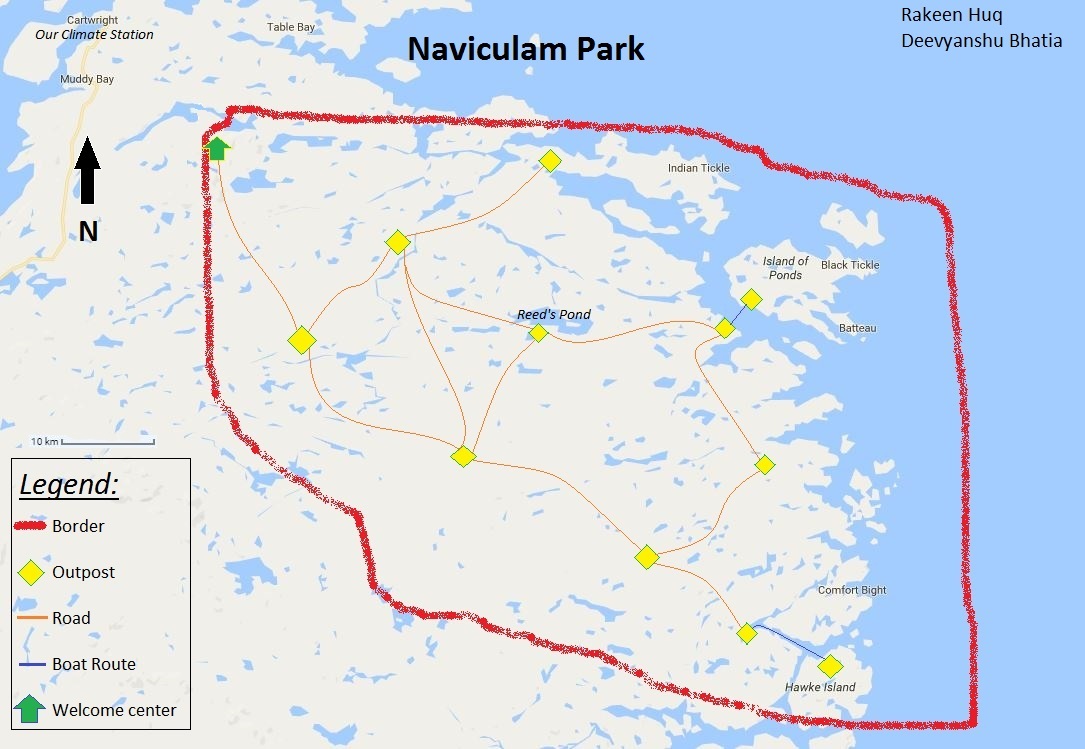 Rakeen Huq
Deevyanshu Bhatia
Naviculam Park
Cartwright
Our Climate Station
Table Bay
Muddy Bay
N
Indian Tickle
Island of
Ponds
Black Tickle
Reed's Pond
Batteau
10 km
Legend:
Border
Outpost
Road
Boat Route
Welcome center
Comfort Bight
Hawke Island